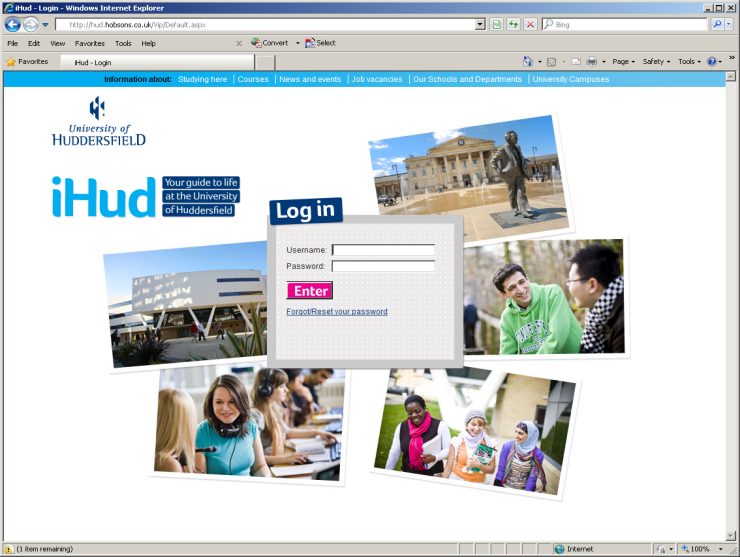 iHud - Login - Windows Internet Explorer
http://hud.hobsons.co.uk/Vip/Default.aspx
Bing
File Edit View Favorites Tools Help
x Convert Select
Favorites
iHud - Login
Page Safety Tools
Information about: Studying here | Courses | News and events | Job vacancies | Our Schools and Departments | University Campuses
University of
HUDDERSFIELD
iHud
Your guide to life
at the University
of Huddersfield
Log in
Username:
Password:
Enter
Forgot/Reset your password
(1 item remaining)
Internet
100%